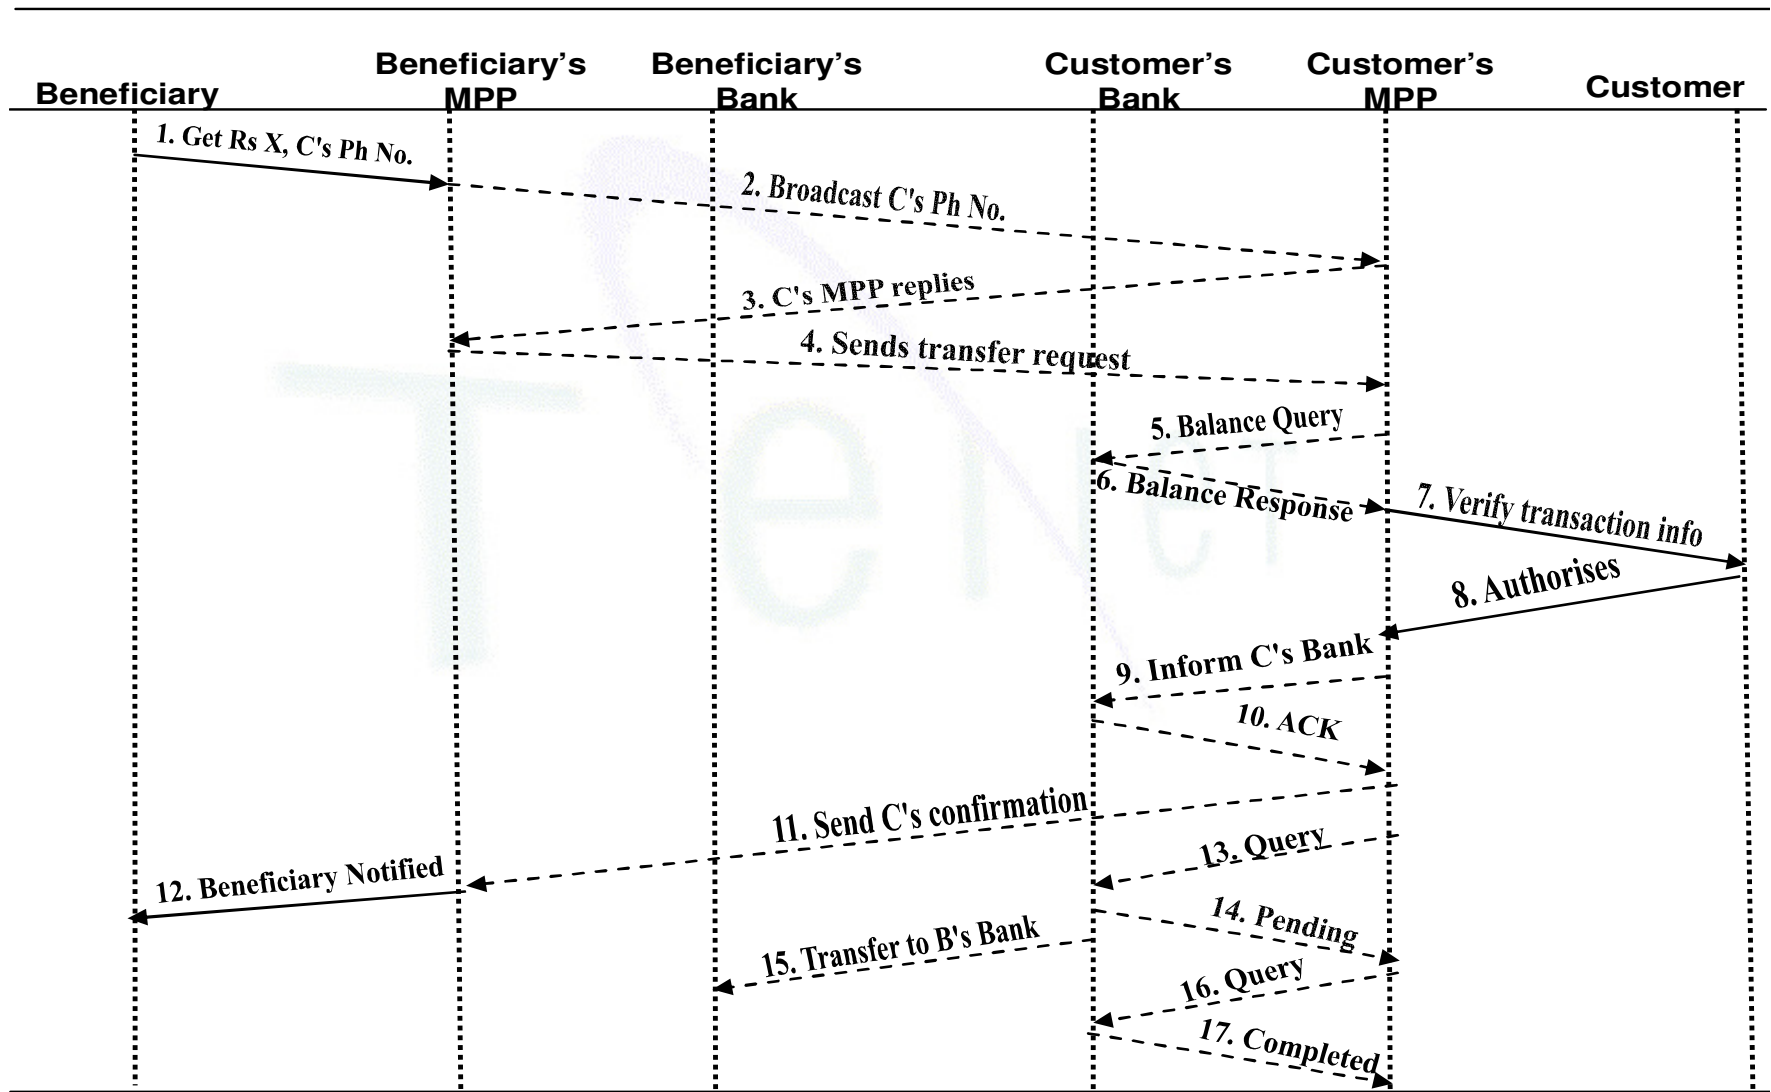 Beneficiary
Beneficiary's
MPP
Beneficiary's
Bank
Customer's
Bank
Customer's
MPP
Customer
1. Get Rs X, C's Ph No.
2. Broadcast C's Ph No.
3. C's MPP replies
4. Sends transfer request
5. Balance Query
6. Balance Response
7. Verify transaction info
8. Authorises
9. Inform C's Bank
10. ACK
11. Send C's confirmation
12. Beneficiary Notified
13. Query
14. Pending
15. Transfer to B's Bank
16. Query
17. Completed
TeNeT